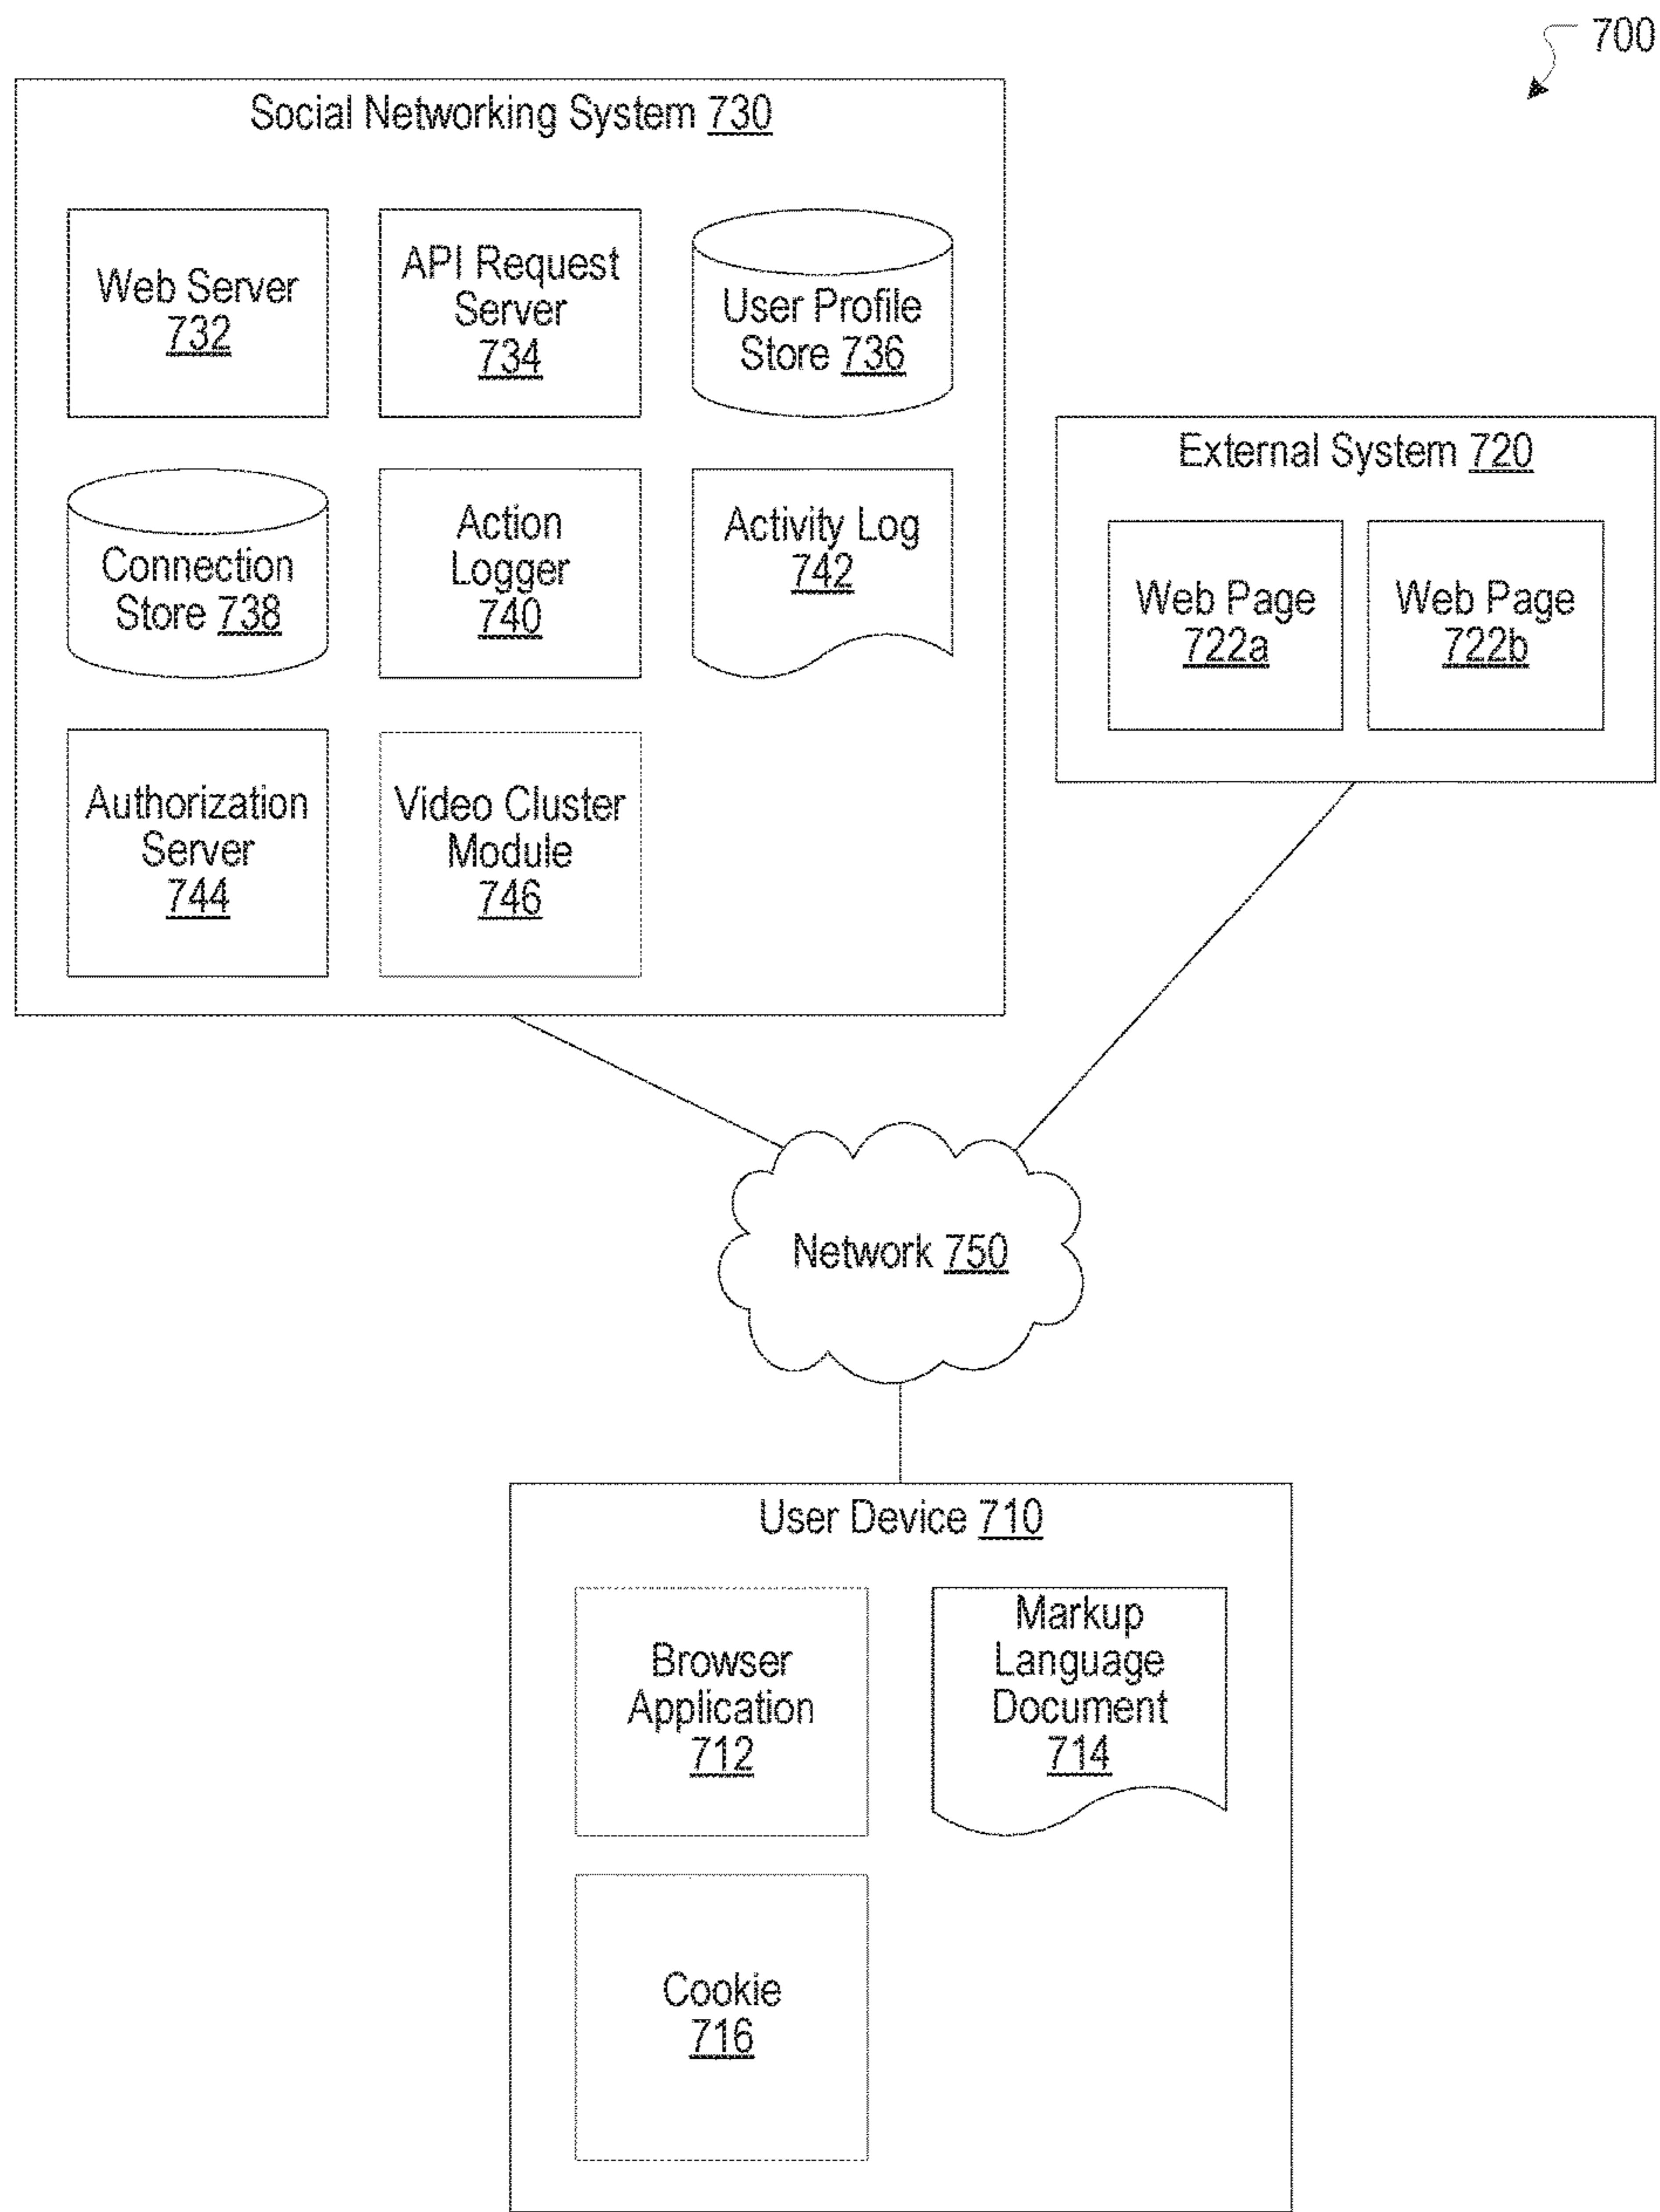 700
Social Networking System 730
Web Server
732
API Request
Server
734
User Profile
Store 736
Connection
Store 738
Action
Logger
740
Activity Log
742
Authorization
Server
744
Video Cluster
Module
746
External System 720
Web Page
722a
Web Page
722b
Network 750
User Device 710
Browser
Application
712
Markup
Language
Document
714
Cookie
716